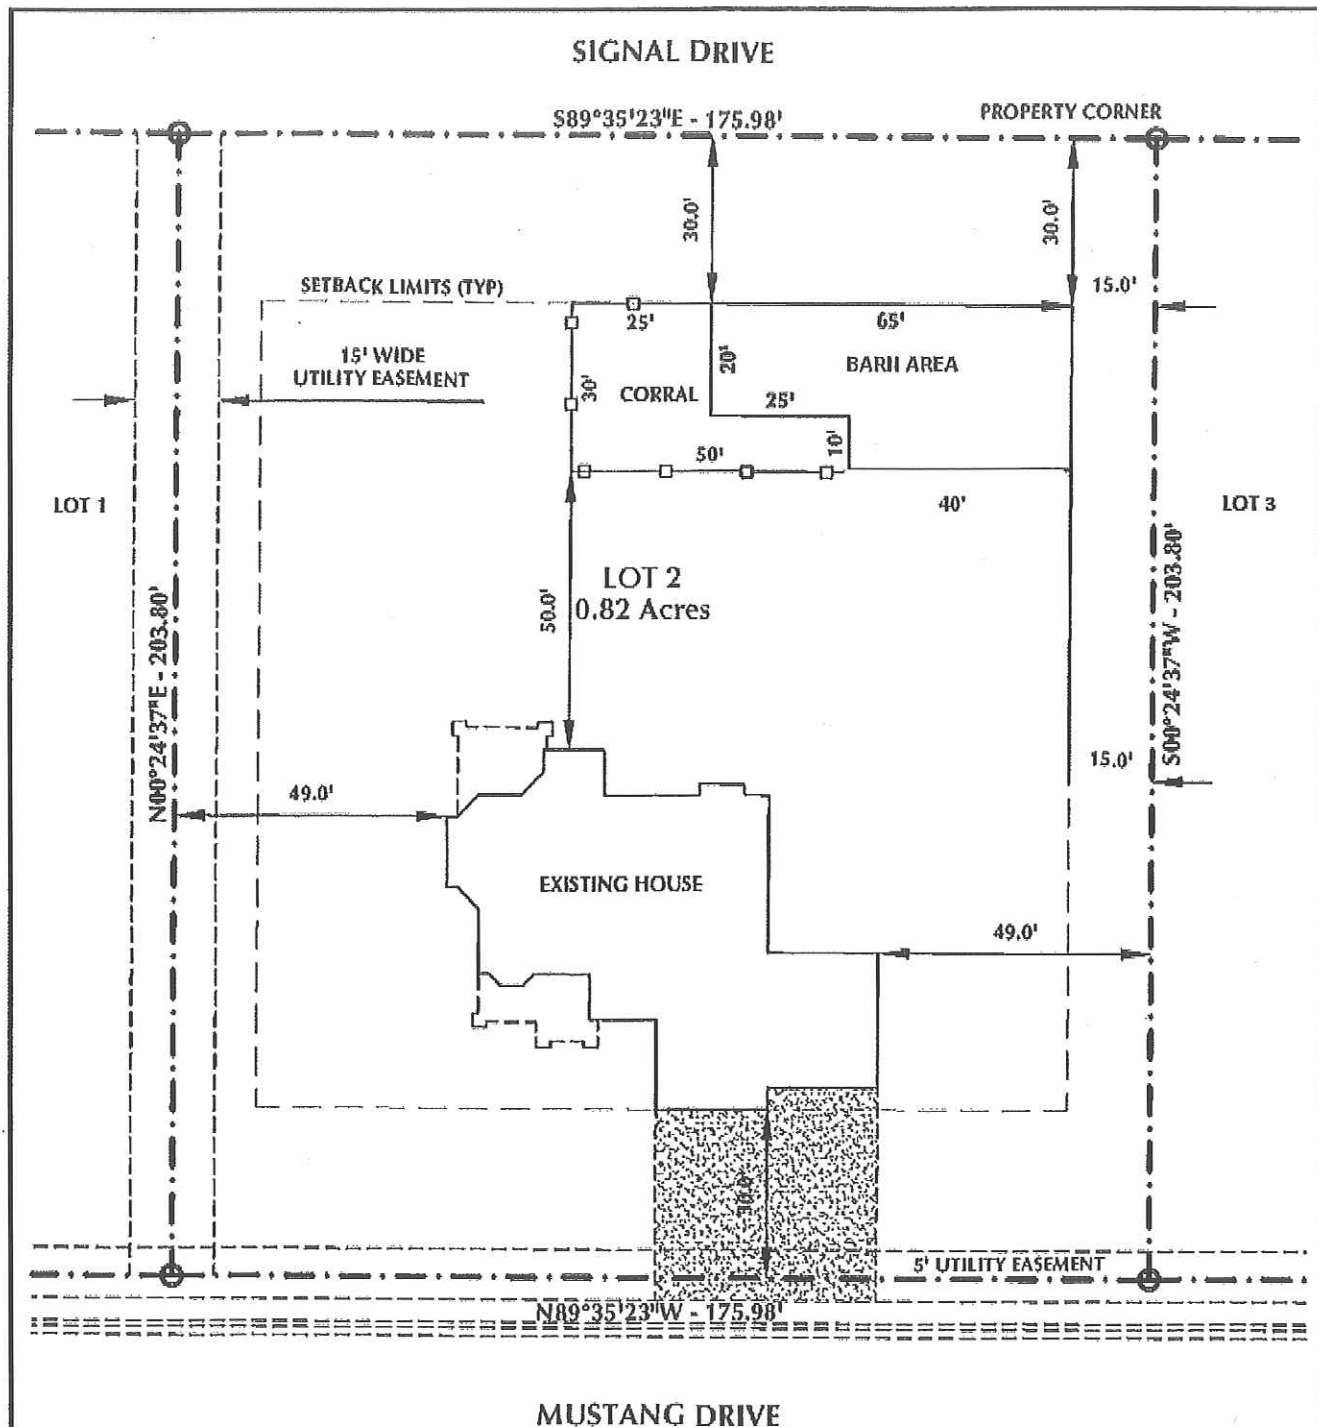 SIGNAL DRIVE
S89°35'23"E - 175.98'
PROPERTY CORNER
30.0'
30.0'
15.0'
SETBACK LIMITS (TYP)
25'
65'
15' WIDE
UTILITY EASEMENT
30'
20'
BARN AREA
CORRAL
25'
10'
50'
40'
LOT 1
LOT 3
LOT 2
0.82 Acres
50.0'
N00°24'37"E - 203.80'
S00°24'37"W - 203.80'
15.0'
49.0'
EXISTING HOUSE
49.0'
30.0'
5' UTILITY EASEMENT
N89°35'23"W - 175.98'
MUSTANG DRIVE